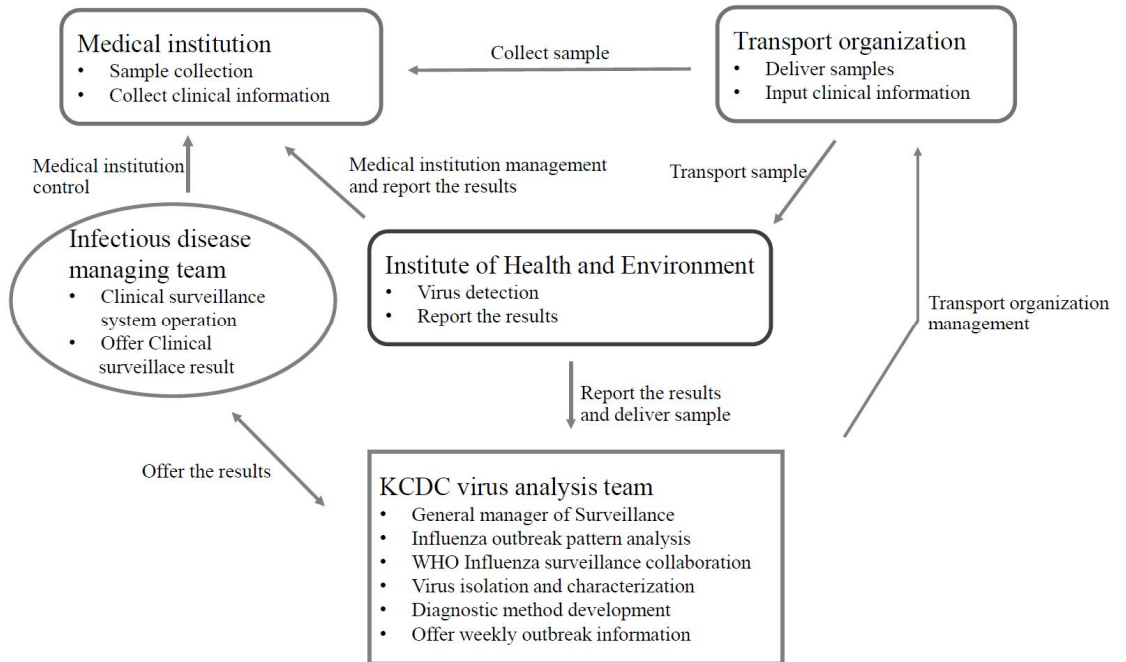 Medical institution
• Sample collection
• Collect clinical information
Collect sample
Transport organization
• Deliver samples
• Input clinical information
Medical institution
control
Medical institution management
and report the results
Transport sample
Infectious disease
managing team
• Clinical surveillance
system operation
• Offer Clinical
surveillace result
Institute of Health and Environment
• Virus detection
• Report the results
Transport organization
management
Report the results
and deliver sample
Offer the results
KCDC virus analysis team
• General manager of Surveillance
• Influenza outbreak pattern analysis
• WHO Influenza surveillance collaboration
• Virus isolation and characterization
• Diagnostic method development
• Offer weekly outbreak information